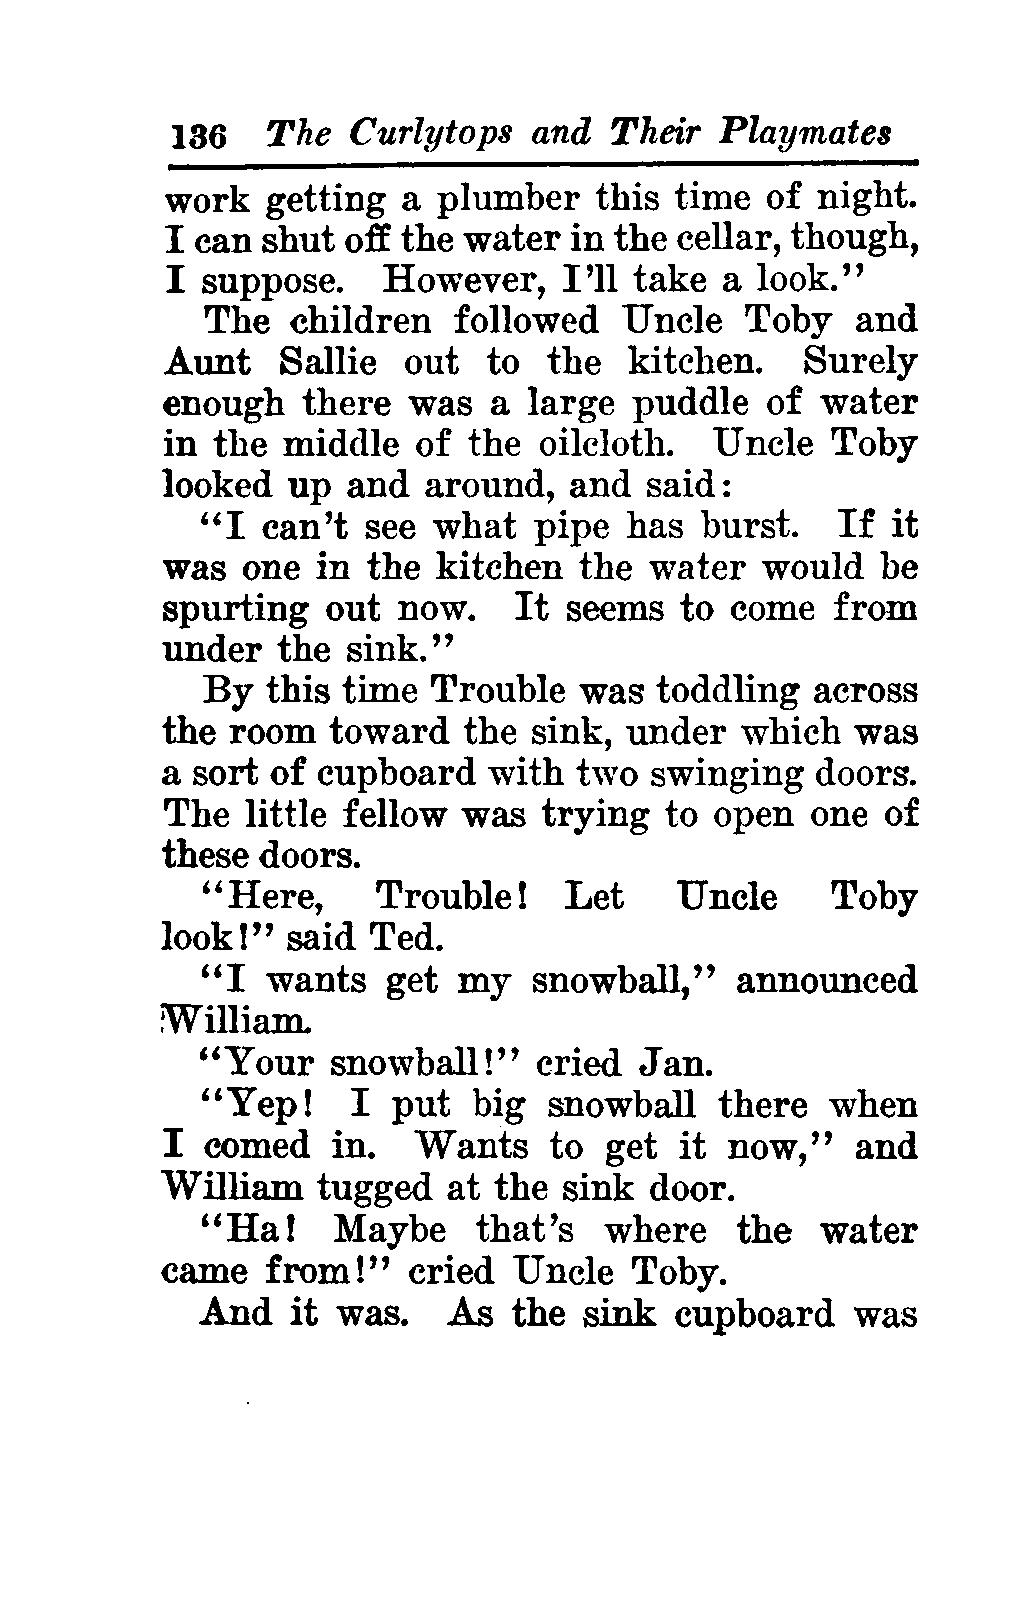 136 The Curlytops and Their Playmates
work getting a plumber this time of night.
I can shut off the water in the cellar, though,
I suppose. However, I'll take a look."
The children followed Uncle Toby and
Aunt Sallie out to the kitchen. Surely
enough there was a large puddle of water
in the middle of the oilcloth. Uncle Toby
looked up and around, and said:
"I can't see what pipe has burst. If it
was one in the kitchen the water would be
spurting out now. It seems to come from
under the sink."
By this time Trouble was toddling across
the room toward the sink, under which was
a sort of cupboard with two swinging doors.
The little fellow was trying to open one of
these doors.
"Here, Trouble! Let Uncle Toby
look!" said Ted.
"I wants get my snowball," announced
William.
"Your snowball!" cried Jan.
"Yep! I put big snowball there when
I comed in. Wants to get it now," and
William tugged at the sink door.
"Ha! Maybe that's where the water
came from!" cried Uncle Toby.
And it was. As the sink cupboard was